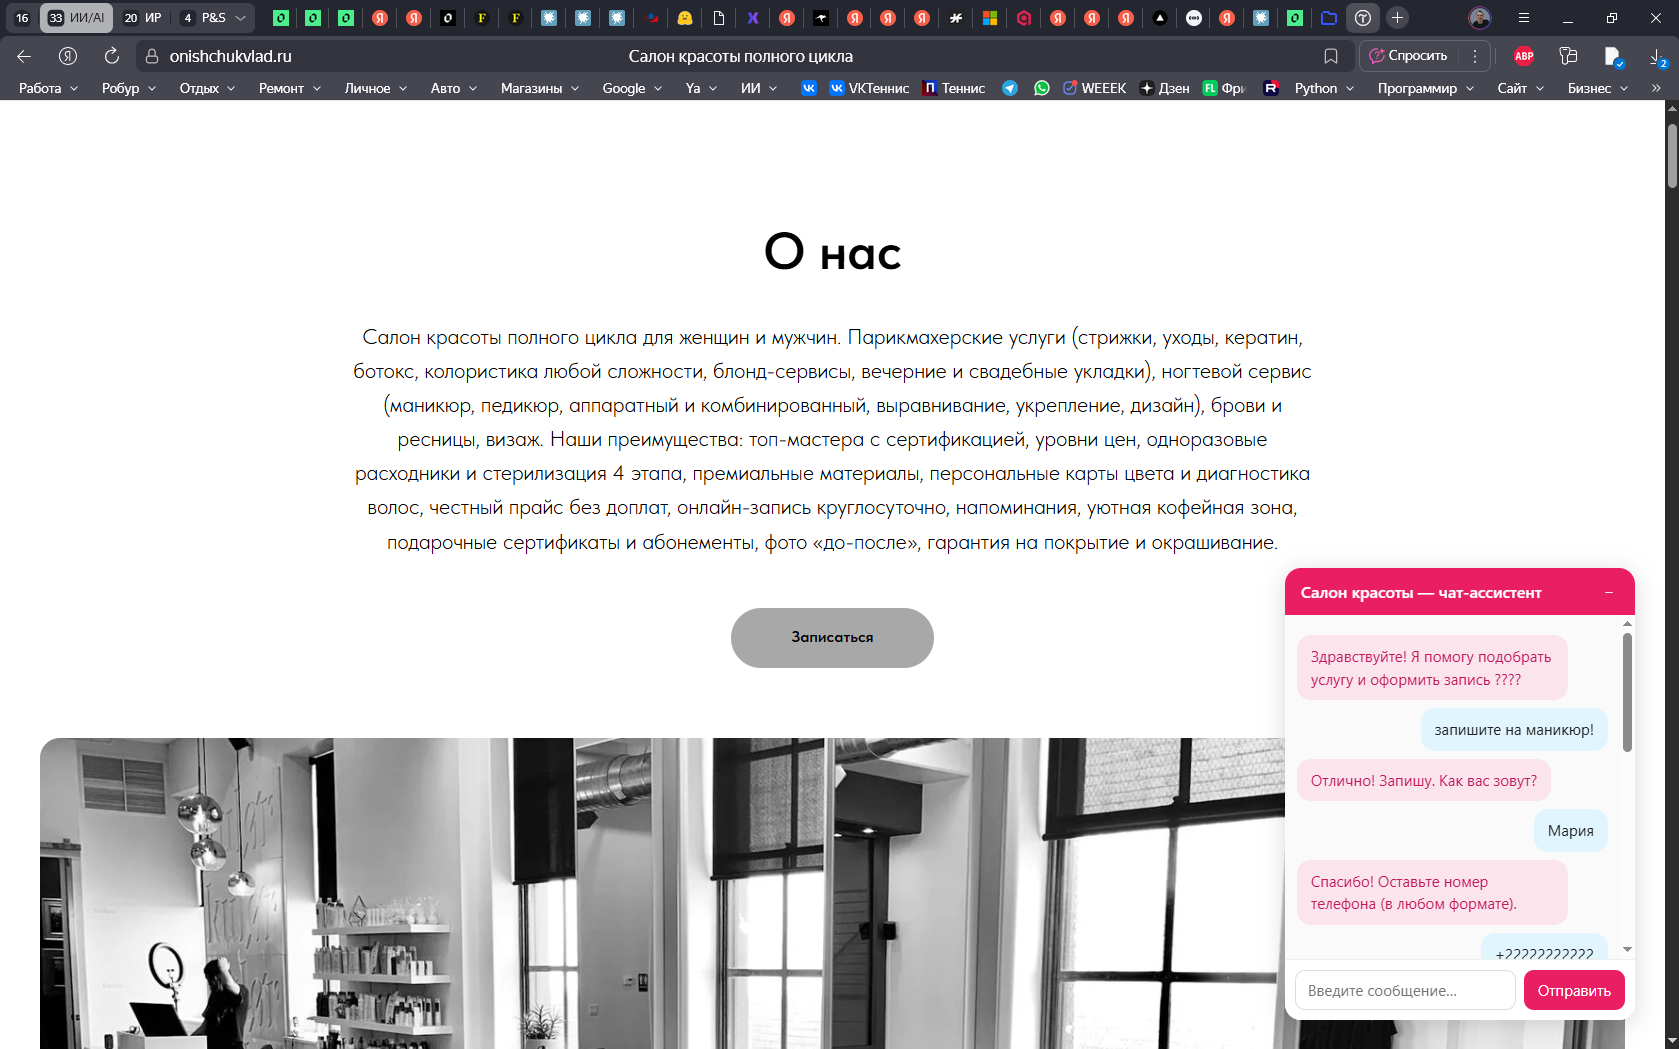 16
33 ИИ/AI
20 ИР
4 P&S
onishchukvlad.ru
Салон красоты полного цикла
Спросить
ABP
2
Работа
Робур
Отдых
Ремонт
Личное
Авто
Магазины
Google
Ya
ИИ
VKТеннис
Теннис
WEEEK
Дзен
Python
Программир
Сайт
Бизнес
О нас
Салон красоты полного цикла для женщин и мужчин. Парикмахерские услуги (стрижки, уходы, кератин,
ботокс, колористика любой сложности, блонд-сервисы, вечерние и свадебные укладки), ногтевой сервис
(маникюр, педикюр, аппаратный и комбинированный, выравнивание, укрепление, дизайн), брови и
ресницы, визаж. Наши преимущества: топ-мастера с сертификацией, уровни цен, одноразовые
расходники и стерилизация 4 этапа, премиальные материалы, персональные карты цвета и диагностика
волос, честный прайс без доплат, онлайн-запись круглосуточно, напоминания, уютная кофейная зона,
подарочные сертификаты и абонементы, фото «до-после», гарантия на покрытие и окрашивание.
Записаться
Салон красоты — чат-ассистент
Здравствуйте! Я помогу подобрать
услугу и оформить запись ????
запишите на маникюр!
Отлично! Запишу. Как вас зовут?
Мария
Спасибо! Оставьте номер
телефона (в любом формате).
+22222222222
Введите сообщение...
Отправить